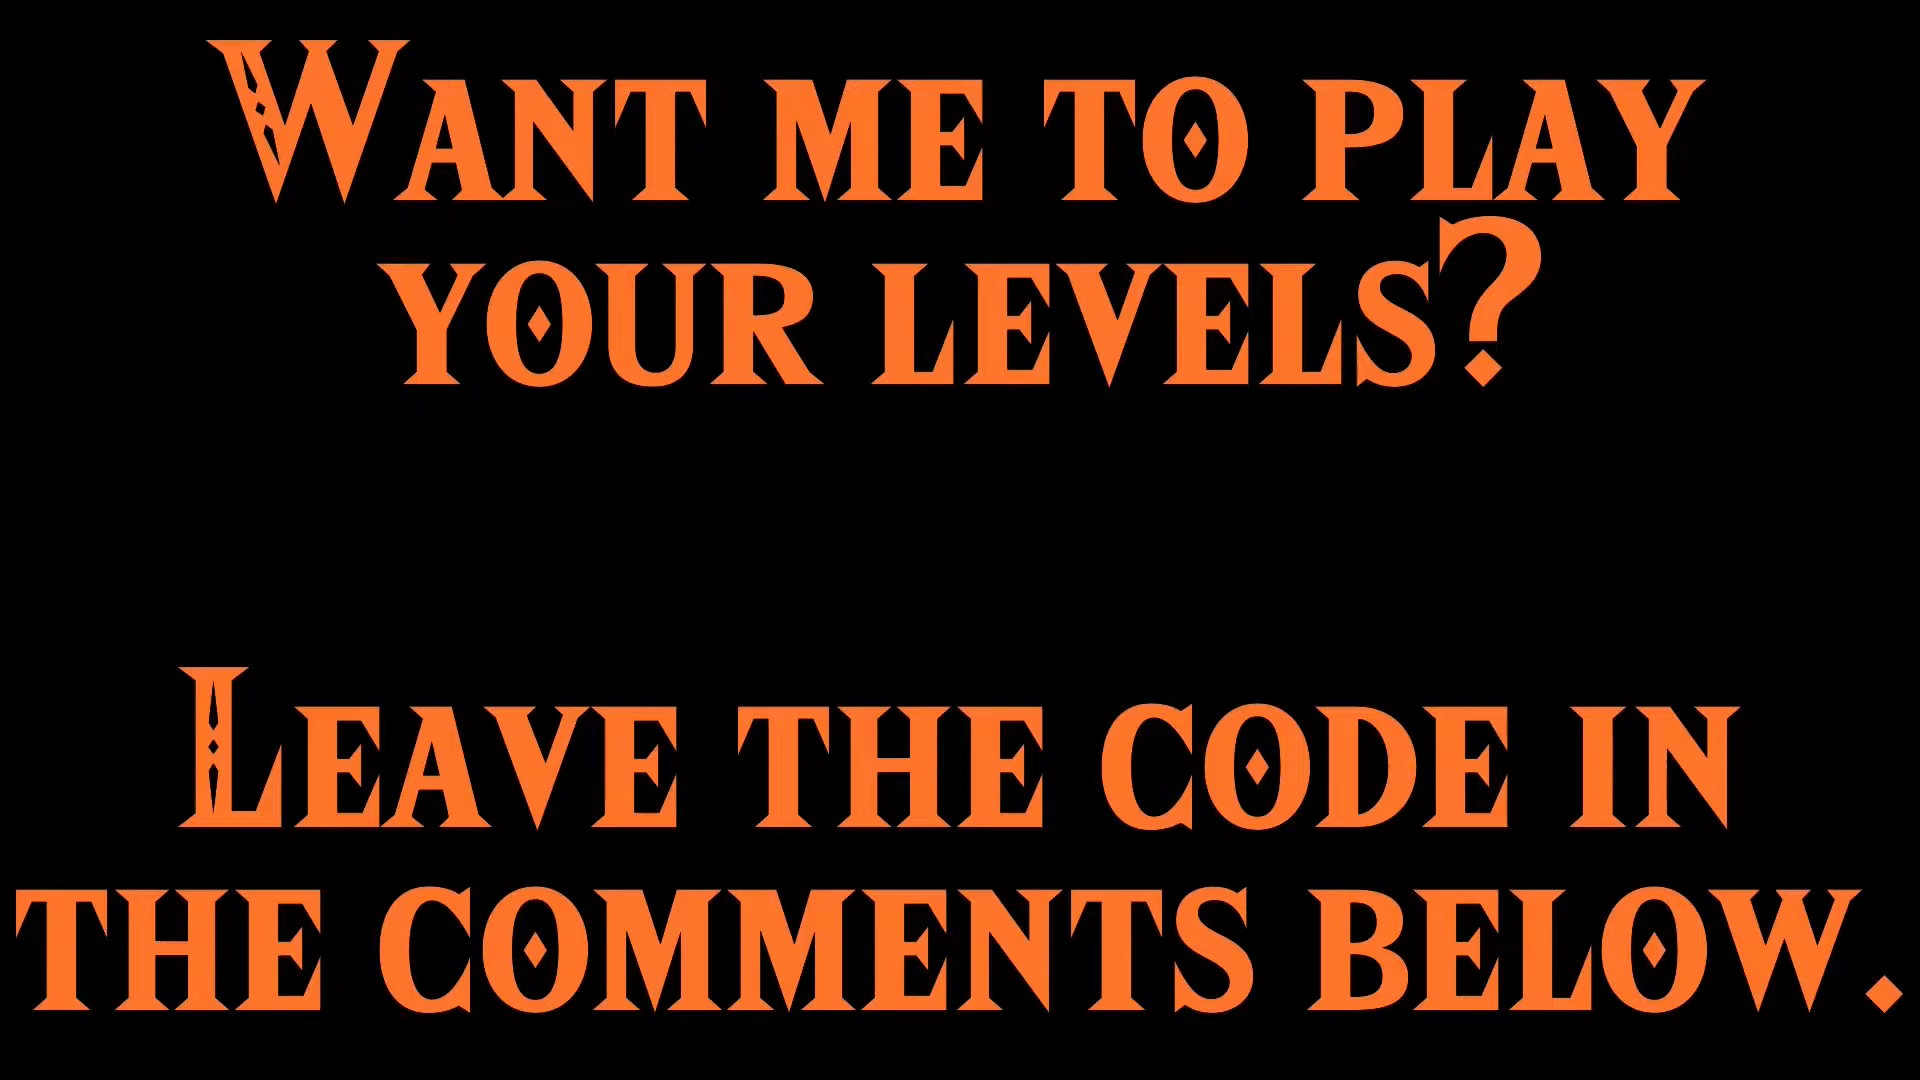 Want me to play
your levels?
Leave the code in
the comments below.